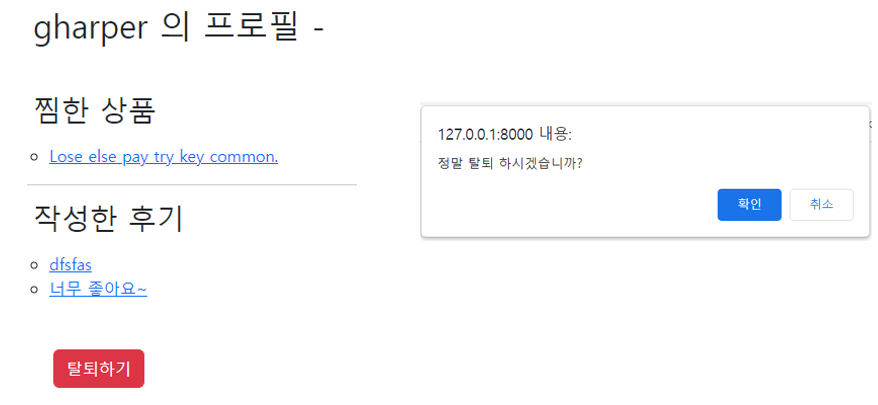 gharper 의 프로필 -
찜한 상품
Lose else pay try key common.
작성한 후기
dfsfas
너무 좋아요~
탈퇴하기
127.0.0.1:8000 내용:
정말 탈퇴 하시겠습니까?
확인 취소